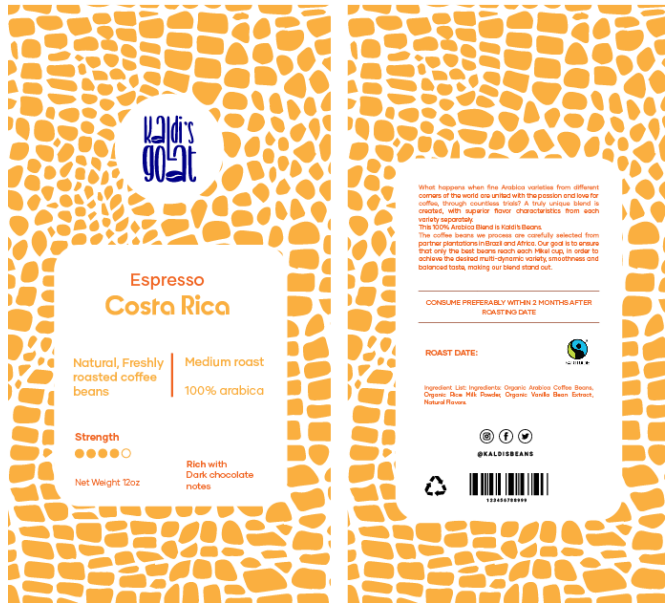 Kaldi's
goat
Espresso
Costa Rica
Natural, Freshly
roasted coffee
beans
Medium roast
100% arabica
Strength
Net Weight 12oz
Rich with
Dark chocolate
notes
What happens when fine Arabica varieties from different
corners of the world are united with the passion and love for
coffee, through countless trials? A truly unique blend is
created, with superior flavor characteristics from each
variety separately.
This 100% Arabica Blend is Kaldi's Beans.
The coffee beans we process are carefully selected from
partner plantations in Brazil and Africa. Our goal is to ensure
that only the best beans reach each Mikel cup, in order to
achieve the desired multi-dynamic variety, smoothness and
balanced taste, making our blend stand out.
CONSUME PREFERABLY WITHIN 2 MONTHS AFTER
ROASTING DATE
ROAST DATE:
Ingredient List: Ingredients: Organic Arabica Coffee Beans,
Organic Rice Milk Powder, Organic Vanilla Bean Extract,
Natural Flavors
@KALDISBEANS